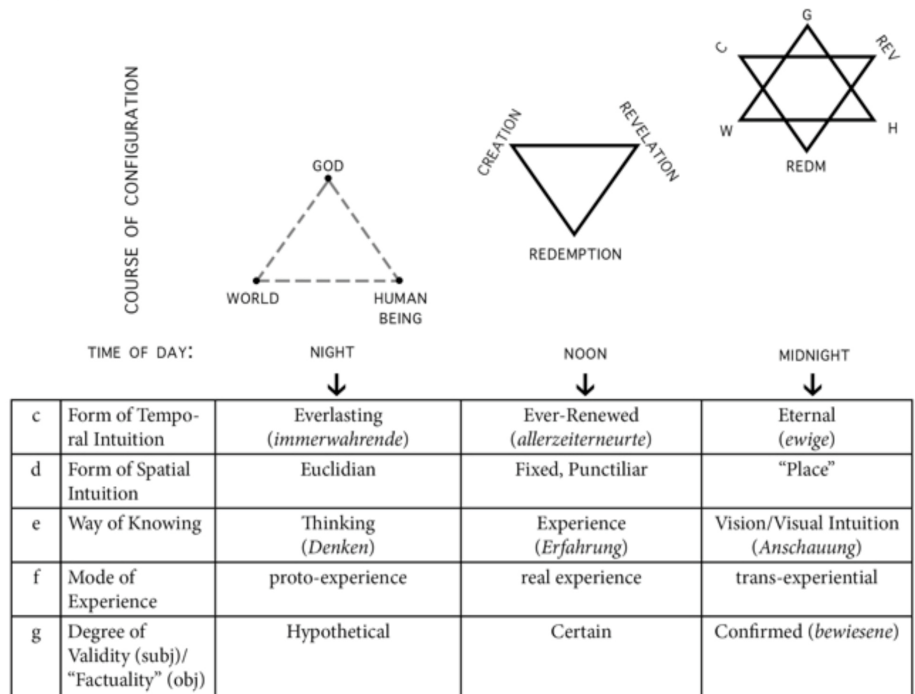 G
C
REV
W
H
REDM
COURSE OF CONFIGURATION
CREATION
REVELATION
REDEMPTION
GOD
WORLD
HUMAN
BEING
TIME OF DAY:
NIGHT
NOON
MIDNIGHT
c
Form of Tempo-
ral Intuition
Everlasting
(immerwahrende)
Ever-Renewed
(allerzeiterneurte)
Eternal
(ewige)
d
Form of Spatial
Intuition
Euclidian
Fixed, Punctiliar
“Place”
e
Way of Knowing
Thinking
(Denken)
Experience
(Erfahrung)
Vision/Visual Intuition
(Anschauung)
f
Mode of
Experience
proto-experience
real experience
trans-experiential
g
Degree of
Validity (subj)/
“Factuality” (obj)
Hypothetical
Certain
Confirmed (bewiesene)